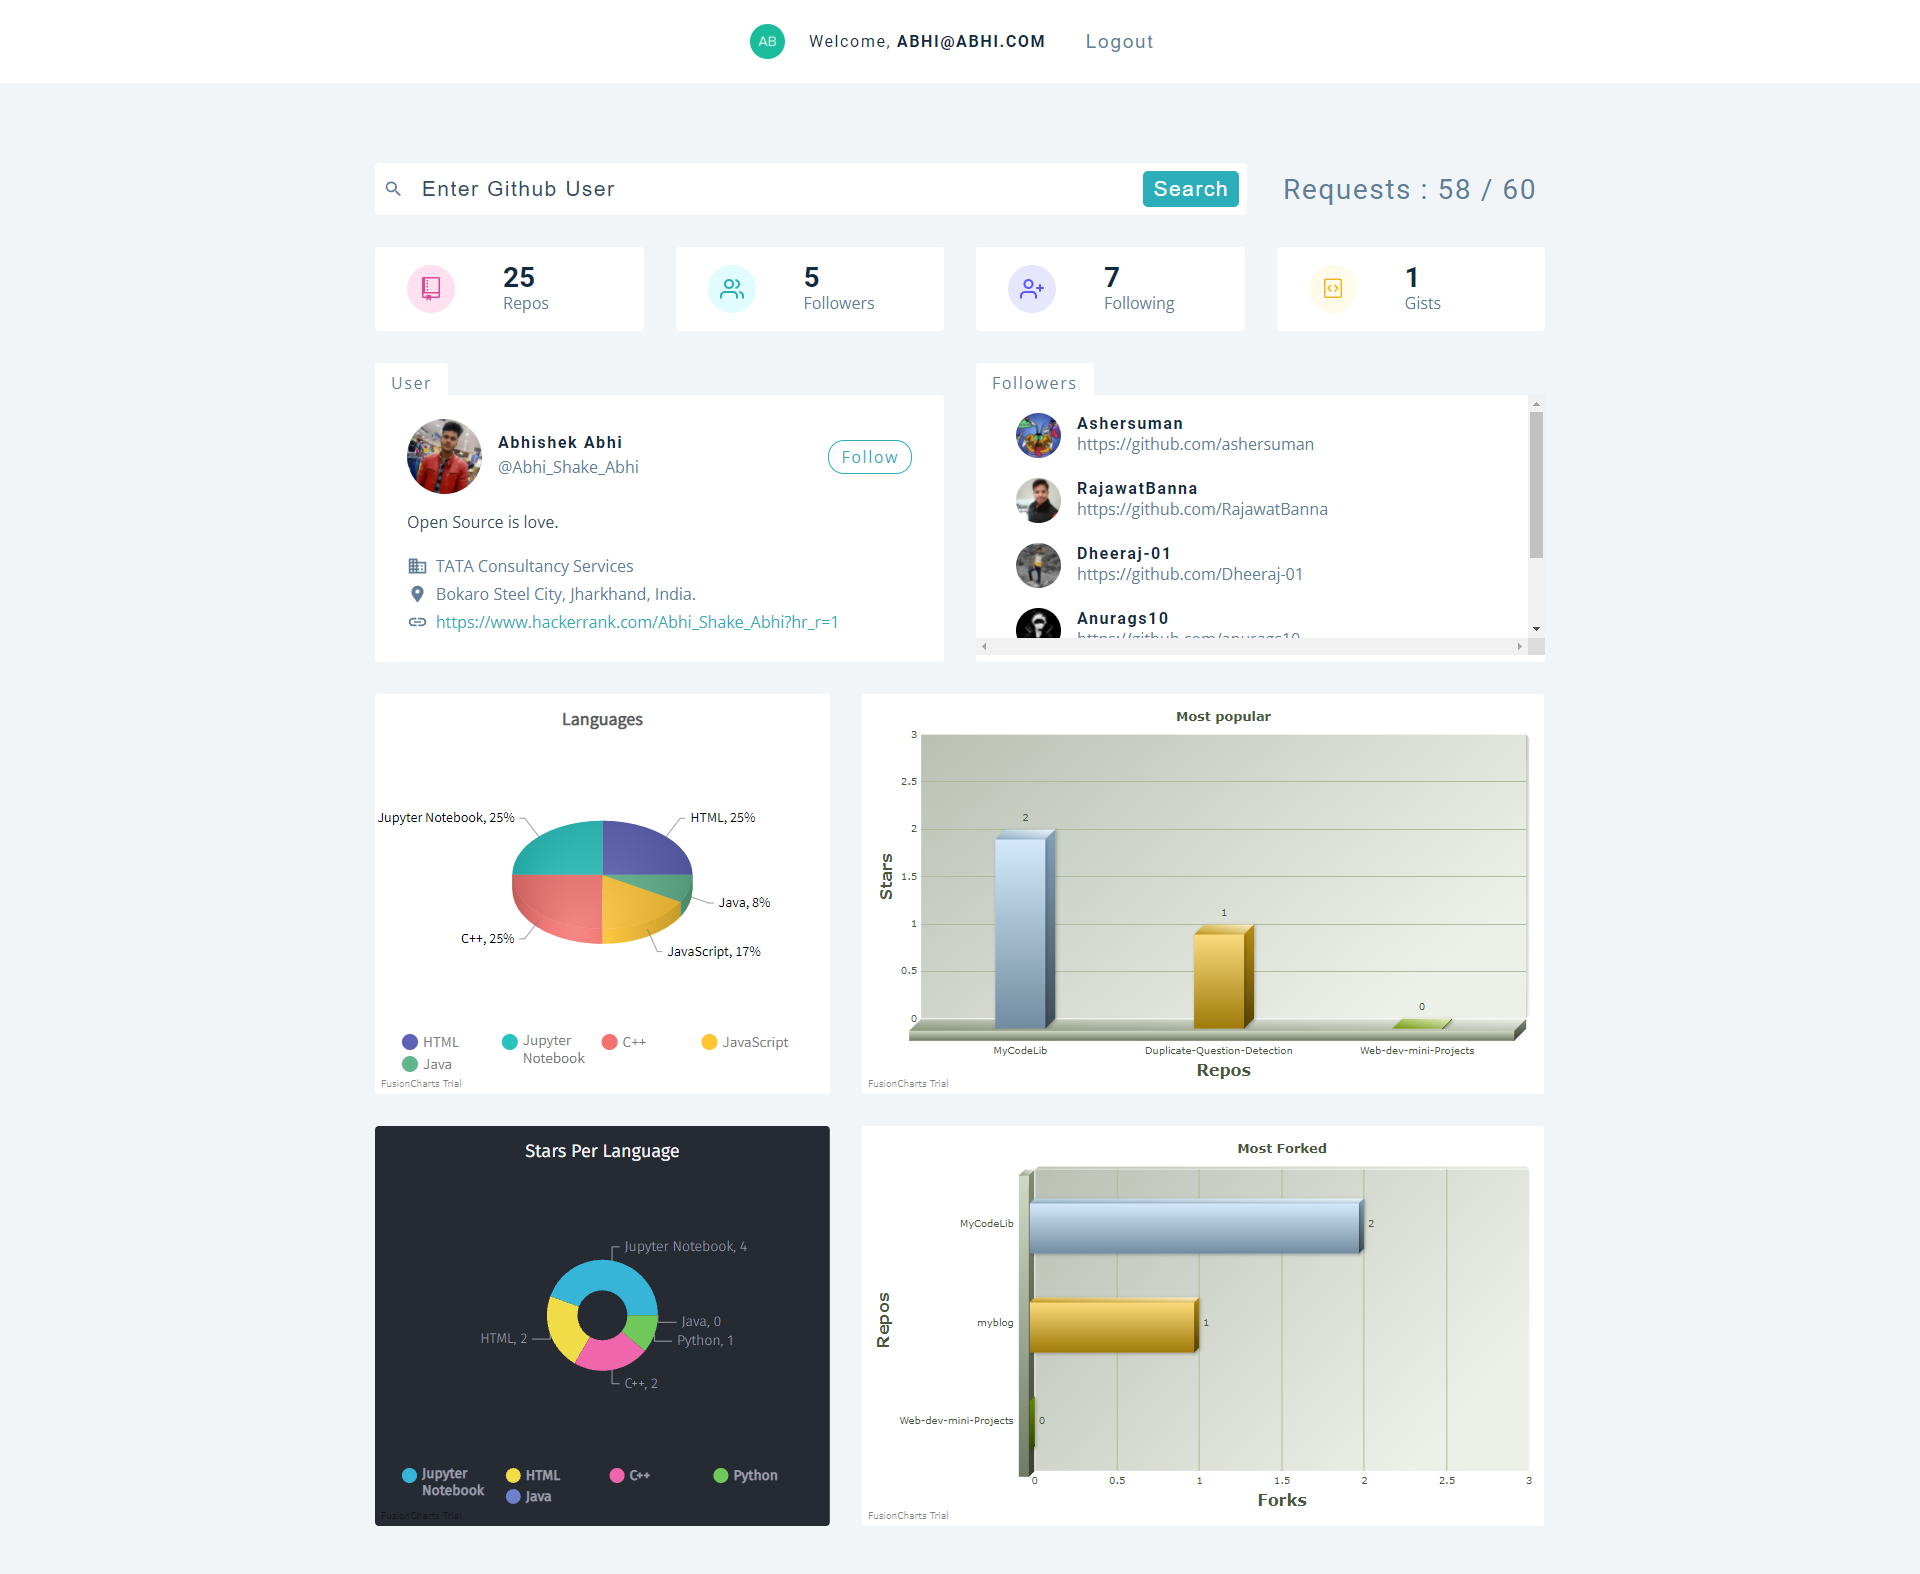 AB Welcome, ABHI@ABHI.COM Logout
Enter Github User Search Requests : 58 / 60
25
Repos
5
Followers
7
Following
1
Gists
User
Abhishek Abhi
@Abhi_Shake_Abhi
Follow
Open Source is love.
TATA Consultancy Services
Bokaro Steel City, Jharkhand, India.
https://www.hackerrank.com/Abhi_Shake_Abhi?hr_r=1
Followers
Ashersuman
https://github.com/ashersuman
RajawatBanna
https://github.com/RajawatBanna
Dheeraj-01
https://github.com/Dheeraj-01
Anurags10
https://github.com/anurags10
Languages
Jupyter Notebook, 25%
HTML, 25%
Java, 8%
C++, 25%
JavaScript, 17%
HTML
Jupyter
Notebook
C++
JavaScript
Java
FusionCharts Trial
Most popular
3
2.5
2
1.5
1
0.5
0
Stars
2
1
0
MyCodeLib
Duplicate-Question-Detection
Web-dev-mini-Projects
Repos
FusionCharts Trial
Stars Per Language
Jupyter Notebook, 4
Java, 0
Python, 1
HTML, 2
C++, 2
Jupyter
Notebook
HTML
C++
Python
Java
FusionCharts Trial
Most Forked
Repos
MyCodeLib
2
myblog
1
Web-dev-mini-Projects
0
0 0.5 1 1.5 2 2.5 3
Forks
FusionCharts Trial